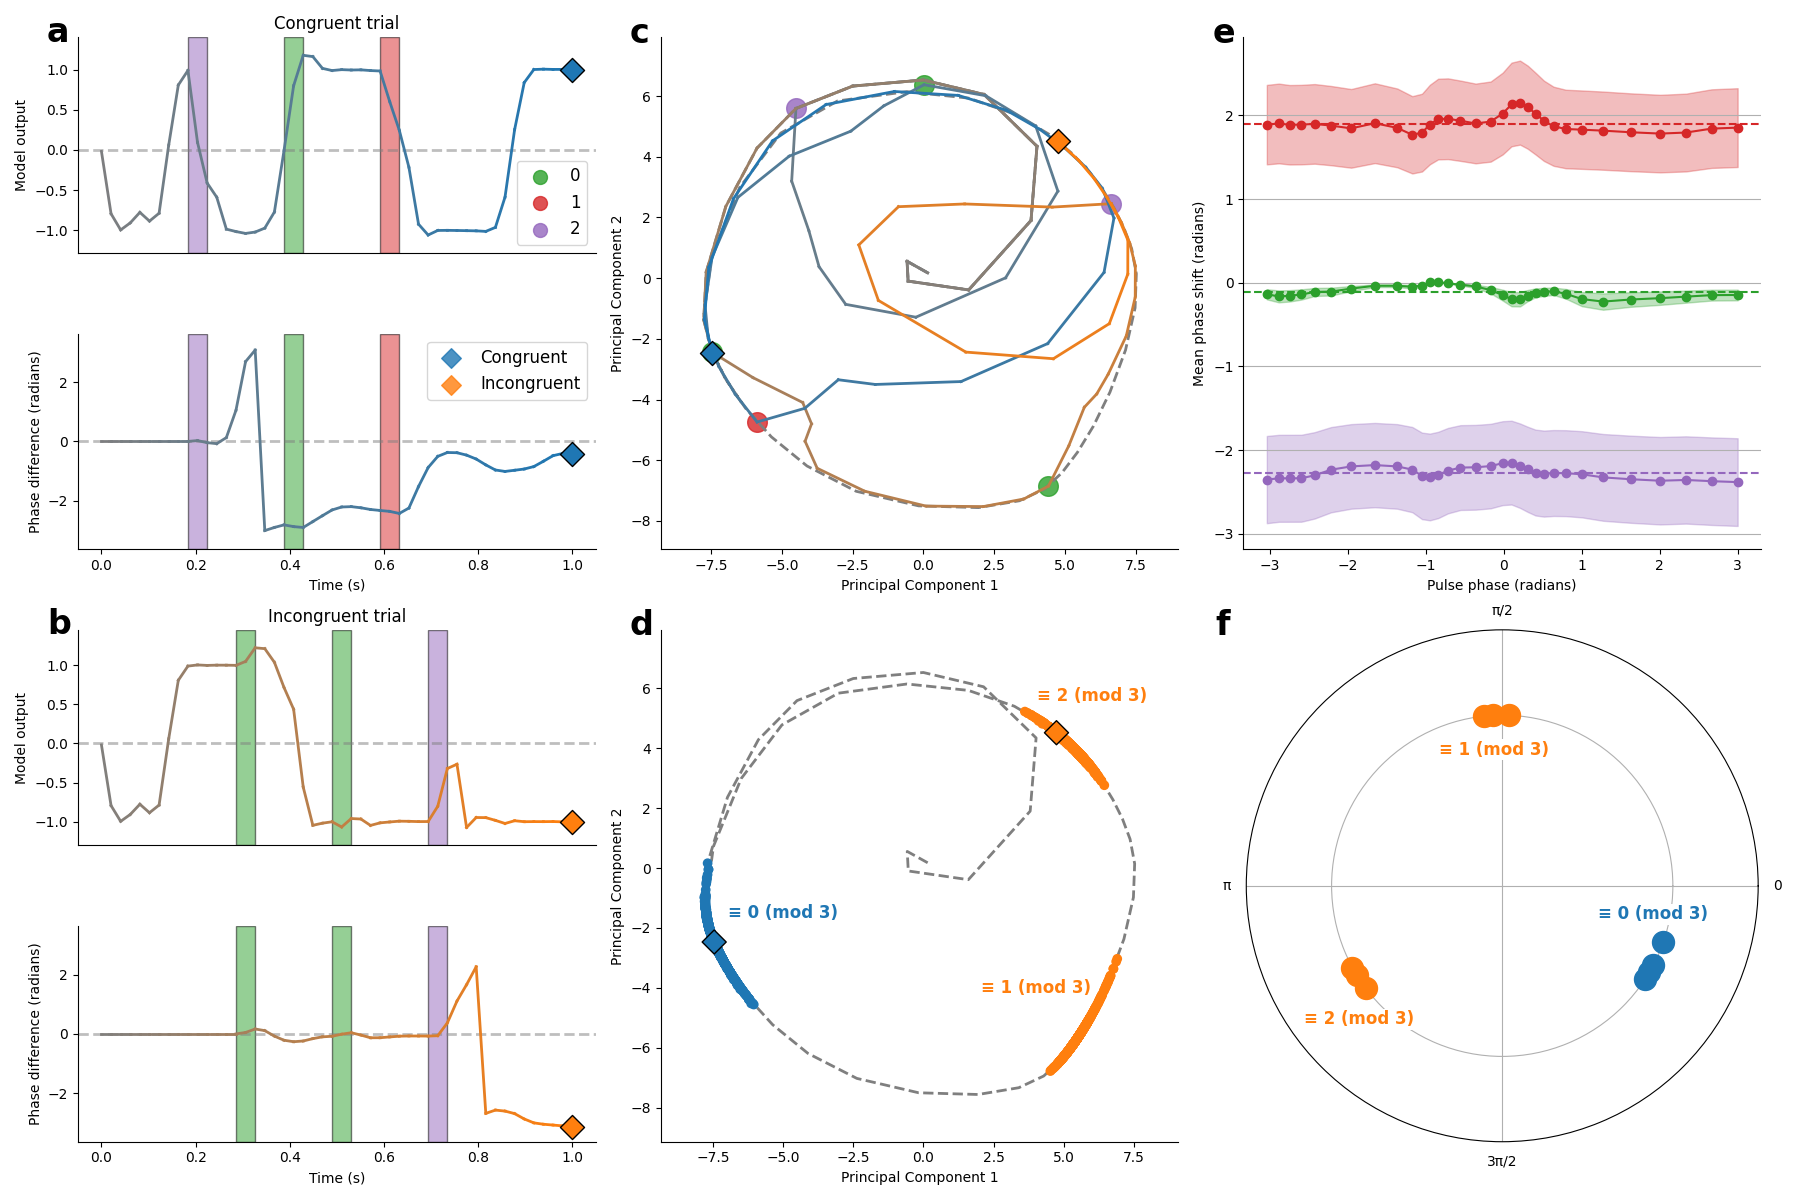 a
Congruent trial
Model output
1.0
0.5
0.0
−0.5
−1.0
0
1
2
Phase difference (radians)
2
0
−2
Congruent
Incongruent
0.0 0.2 0.4 0.6 0.8 1.0
Time (s)
b
Incongruent trial
Model output
1.0
0.5
0.0
−0.5
−1.0
Phase difference (radians)
2
0
−2
0.0 0.2 0.4 0.6 0.8 1.0
Time (s)
c
Principal Component 2
6
4
2
0
−2
−4
−6
−8
−7.5 −5.0 −2.5 0.0 2.5 5.0 7.5
Principal Component 1
d
Principal Component 2
6
4
2
0
−2
−4
−6
−8
≡ 2 (mod 3)
≡ 0 (mod 3)
≡ 1 (mod 3)
−7.5 −5.0 −2.5 0.0 2.5 5.0 7.5
Principal Component 1
e
Mean phase shift (radians)
2
1
0
−1
−2
−3
−3 −2 −1 0 1 2 3
Pulse phase (radians)
f
π/2
≡ 1 (mod 3)
π
0
≡ 0 (mod 3)
≡ 2 (mod 3)
3π/2